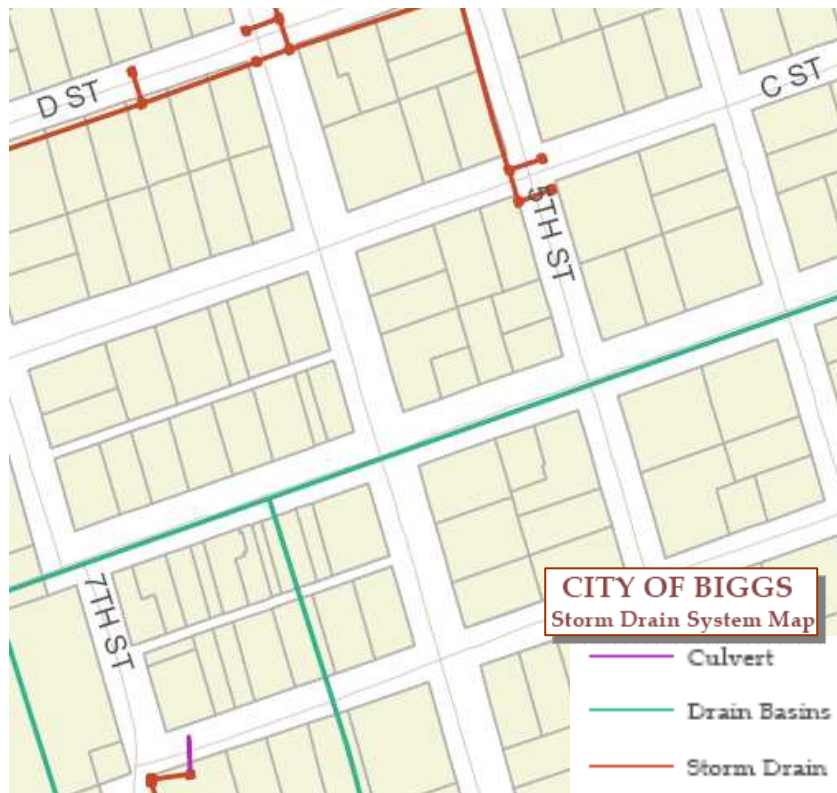 D ST
C ST
5TH ST
7TH ST
CITY OF BIGGS
Storm Drain System Map
Culvert
Drain Basins
Storm Drain